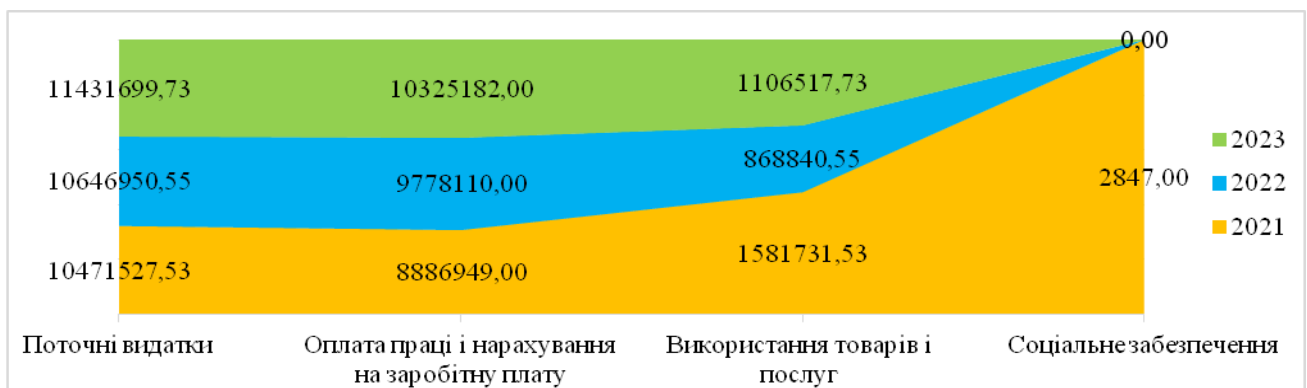 0,00
11431699,73 10325182,00 1106517,73
2023
10646950,55 9778110,00 868840,55
2847,00
2022
10471527,53 8886949,00 1581731,53
2021
Поточні видатки
Оплата праці і нарахування
на заробітну плату
Використання товарів і
послуг
Соціальне забезпечення